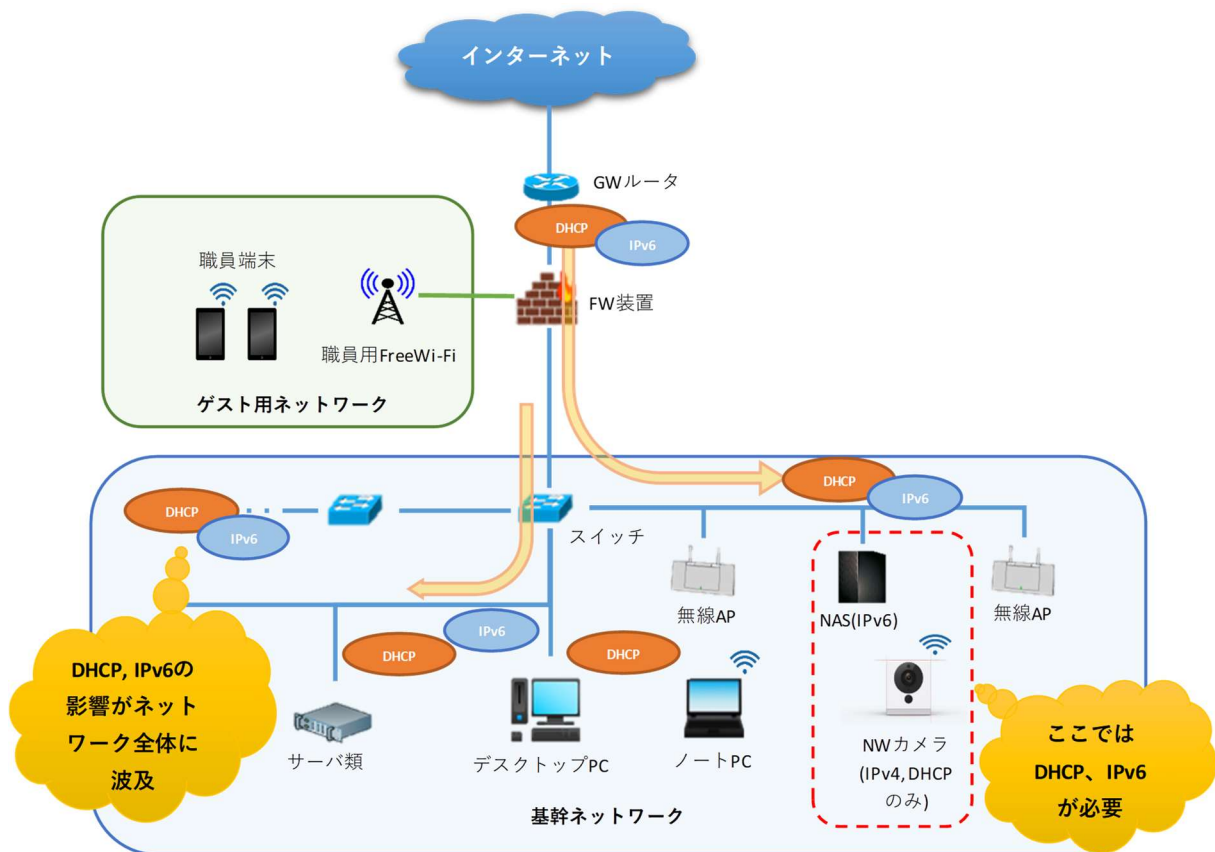 インターネット
GWルータ
DHCP
IPv6
職員端末
FW装置
職員用FreeWi-Fi
ゲスト用ネットワーク
DHCP
IPv6
DHCP
IPv6
スイッチ
無線AP
NAS(IPv6)
無線AP
DHCP
IPv6
DHCP
DHCP, IPv6の
影響がネット
ワーク全体に
波及
サーバ類
デスクトップPC
ノートPC
NWカメラ
(IPv4, DHCP
のみ)
ここでは
DHCP、IPv6
が必要
基幹ネットワーク